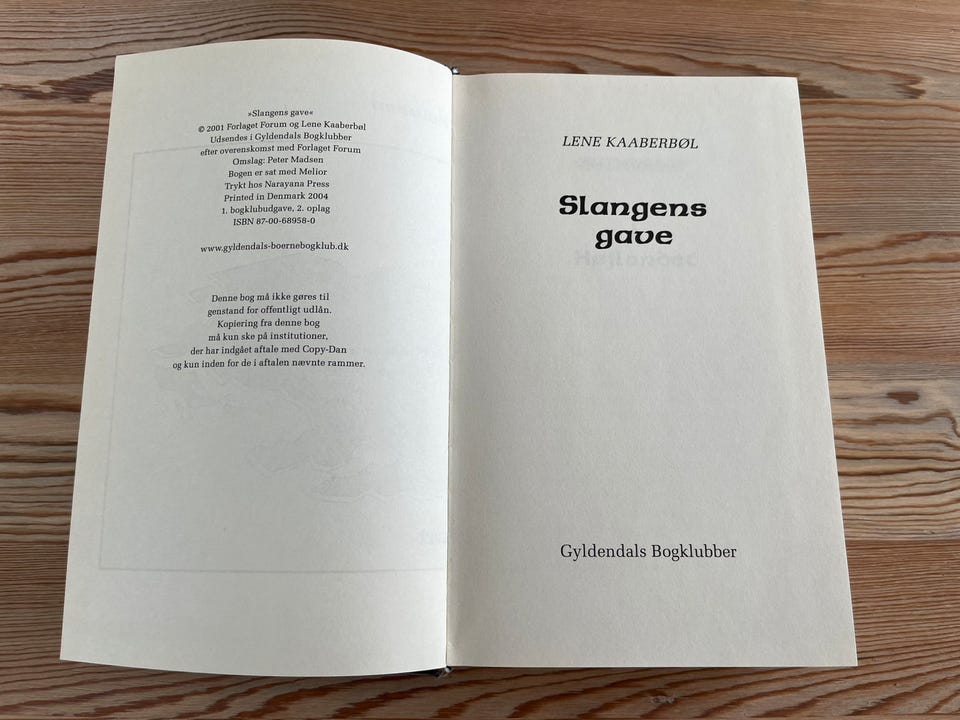 »Slangens gave«
© 2001 Forlaget Forum og Lene Kaaberbøl
Udsendes i Gyldendals Bogklubber
efter overenskomst med Forlaget Forum
Omslag: Peter Madsen
Bogen er sat med Melior
Trykt hos Narayana Press
Printed in Denmark 2004
1. bogklubudgave, 2. oplag
ISBN 87-00-68958-0
www.gyldendals-boernebogklub.dk
Denne bog må ikke gøres til
genstand for offentligt udlån.
Kopiering fra denne bog
må kun ske på institutioner,
der har indgået aftale med Copy-Dan
og kun inden for de i aftalen nævnte rammer.
LENE KAABERBØL
Slangens
gave
Gyldendals Bogklubber